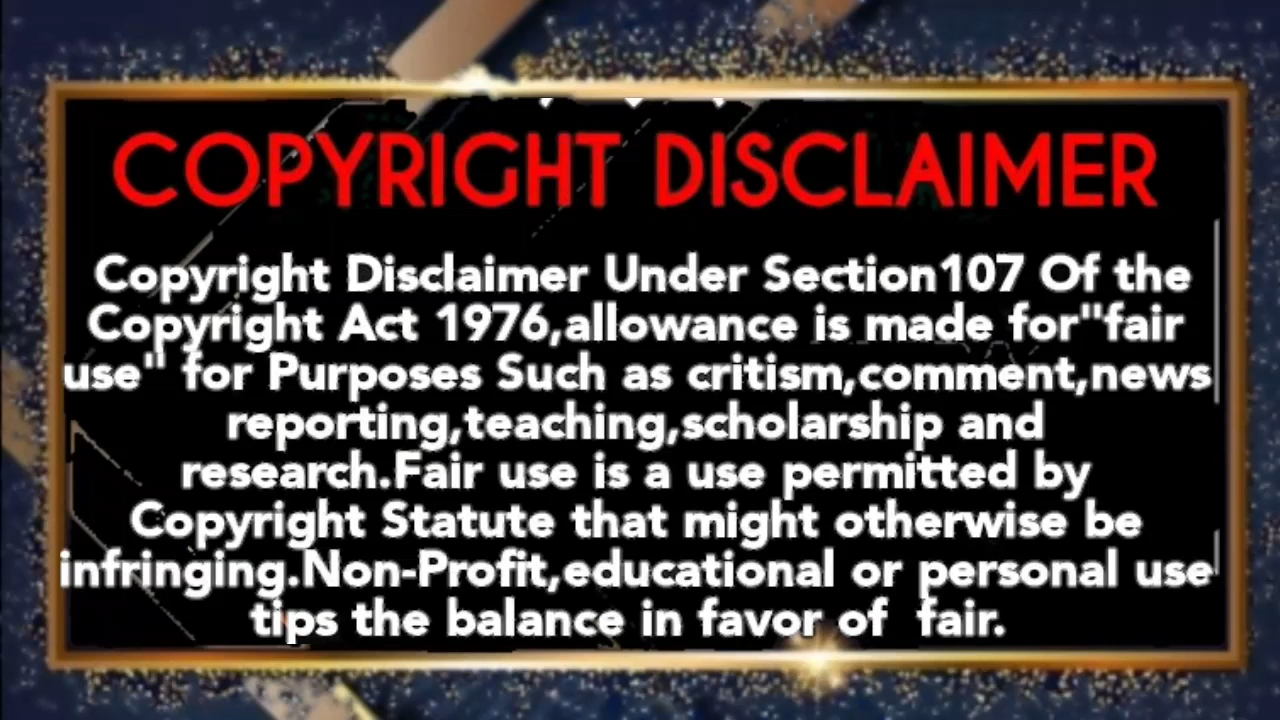 COPYRIGHT DISCLAIMER
Copyright Disclaimer Under Section107 Of the
Copyright Act 1976,allowance is made for"fair
use" for Purposes Such as critism,comment,news
reporting,teaching,scholarship and
research.Fair use is a use permitted by
Copyright Statute that might otherwise be
infringing.Non-Profit,educational or personal use
tips the balance in favor of  fair.